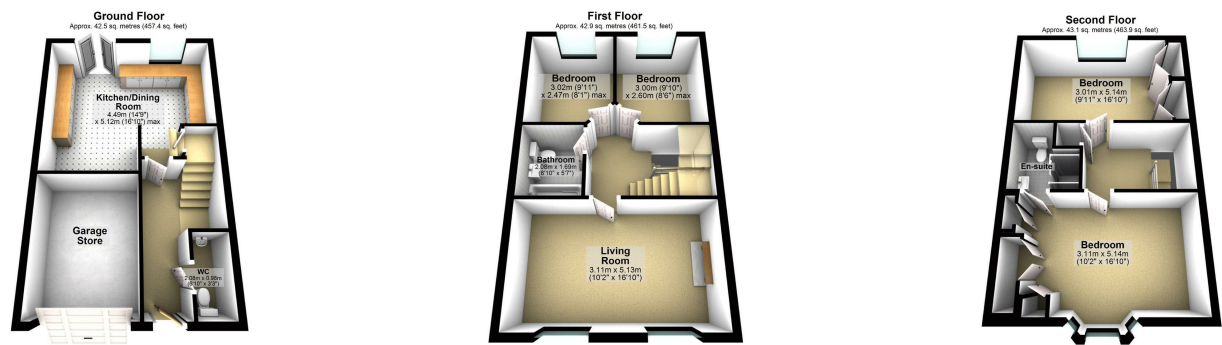 Ground Floor
Approx. 42.5 sq. metres (457.4 sq. feet)
Kitchen/Dining
Room
4.49m (14'9")
x 5.12m (16'10") max
Garage
Store
WC
2.08m x 0.98m
(6'10" x 3'3")
First Floor
Approx. 42.9 sq. metres (461.5 sq. feet)
Bedroom
3.02m (9'11")
x 2.47m (8'1") max
Bedroom
3.00m (9'10")
x 2.60m (8'6") max
Bathroom
2.08m x 1.69m
(6'10" x 5'7")
Living
Room
3.11m x 5.13m
(10'2" x 16'10")
Second Floor
Approx. 43.1 sq. metres (463.9 sq. feet)
Bedroom
3.01m x 5.14m
(9'11" x 16'10")
En-suite
Bedroom
3.11m x 5.14m
(10'2" x 16'10")